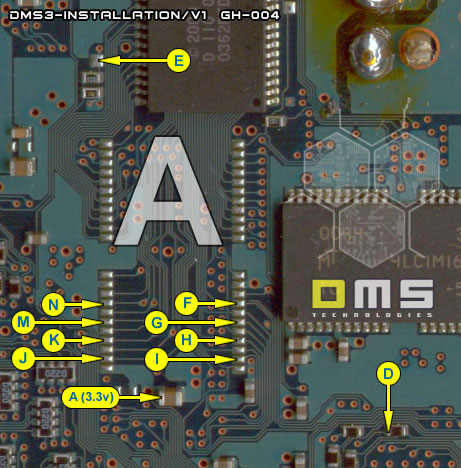 DMS3-INSTALLATION/V1 GH-004
E
A
DMS
TECHNOLOGIES
N
F
M
G
K
H
J
I
A (3.3v)
D